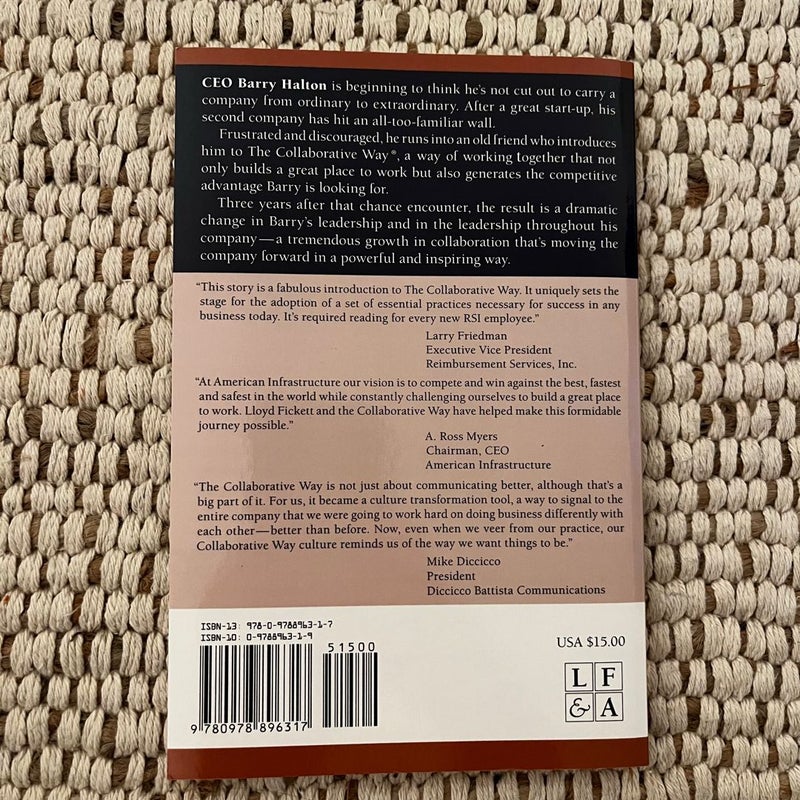 CEO Barry Halton is beginning to think he's not cut out to carry a
company from ordinary to extraordinary. After a great start-up, his
second company has hit an all-too-familiar wall.
Frustrated and discouraged, he runs into an old friend who introduces
him to The Collaborative Way®, a way of working together that not
only builds a great place to work but also generates the competitive
advantage Barry is looking for.
Three years after that chance encounter, the result is a dramatic
change in Barry's leadership and in the leadership throughout his
company—a tremendous growth in collaboration that's moving the
company forward in a powerful and inspiring way.
"This story is a fabulous introduction to The Collaborative Way. It uniquely sets the
stage for the adoption of a set of essential practices necessary for success in any
business today. It's required reading for every new RSI employee."
Larry Friedman
Executive Vice President
Reimbursement Services, Inc.
"At American Infrastructure our vision is to compete and win against the best, fastest
and safest in the world while constantly challenging ourselves to build a great place
to work. Lloyd Fickett and the Collaborative Way have helped make this formidable
journey possible."
A. Ross Myers
Chairman, CEO
American Infrastructure
"The Collaborative Way is not just about communicating better, although that's a
big part of it. For us, it became a culture transformation tool, a way to signal to the
entire company that we were going to work hard on doing business differently with
each other—better than before. Now, even when we veer from our practice, our
Collaborative Way culture reminds us of the way we want things to be."
Mike Diccicco
President
Diccicco Battista Communications
ISBN-13: 978-0-9788963-1-7
ISBN-10: 0-9788963-1-9
51500
9 780978 896317
USA $15.00
L F
& A